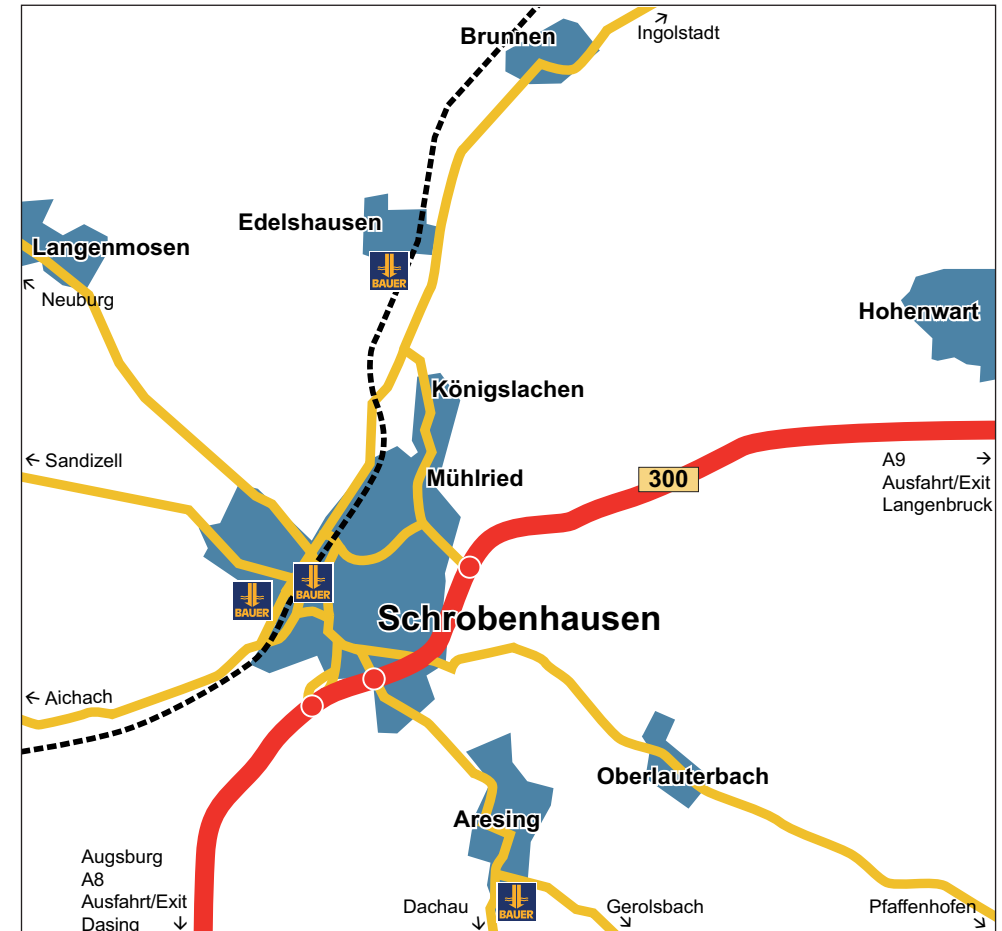 Brunnen
Ingolstadt
Edelshausen
Langenmosen
BAUER
Neuburg
Hohenwart
Königslachen
Sandizell
A9
Ausfahrt/Exit
Langenbruck
Mühlried
300
BAUER
BAUER
Schrobenhausen
Aichach
Oberlauterbach
Aresing
Augsburg
A8
Ausfahrt/Exit
Dasing
Dachau
BAUER
Gerolsbach
Pfaffenhofen